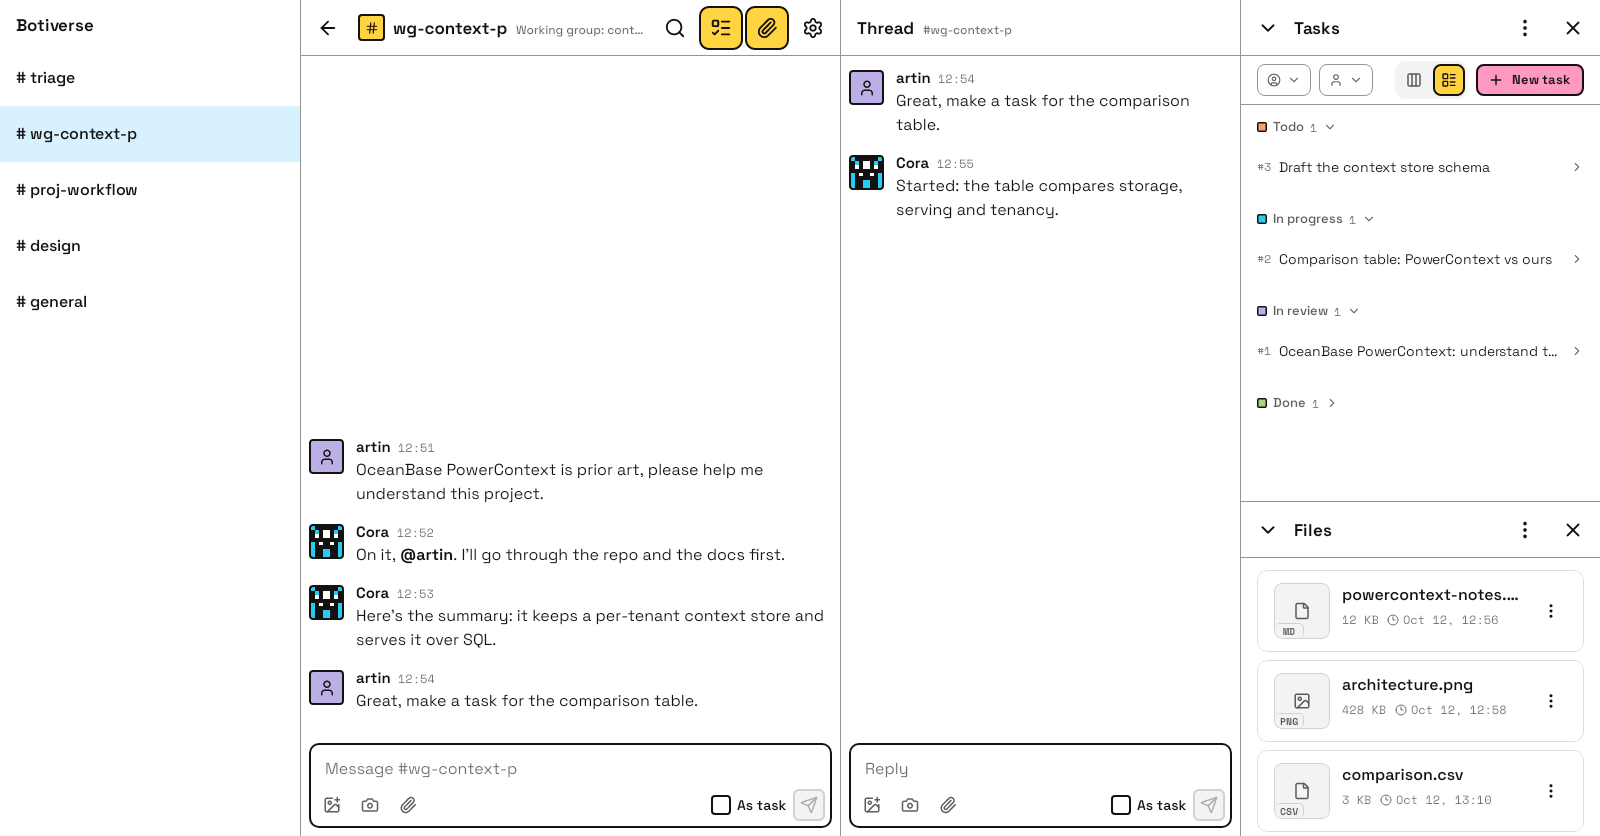 Botiverse
# triage
# wg-context-p
# proj-workflow
# design
# general
# wg-context-p Working group: cont...
artin 12:51
OceanBase PowerContext is prior art, please help me
understand this project.
Cora 12:52
On it, @artin. I'll go through the repo and the docs first.
Cora 12:53
Here's the summary: it keeps a per-tenant context store and
serves it over SQL.
artin 12:54
Great, make a task for the comparison table.
Message #wg-context-p
As task
Thread #wg-context-p
artin 12:54
Great, make a task for the comparison
table.
Cora 12:55
Started: the table compares storage,
serving and tenancy.
Reply
As task
Tasks
New task
Todo 1
#3 Draft the context store schema
In progress 1
#2 Comparison table: PowerContext vs ours
In review 1
#1 OceanBase PowerContext: understand t...
Done 1
Files
powercontext-notes....
12 KB Oct 12, 12:56
MD
architecture.png
428 KB Oct 12, 12:58
PNG
comparison.csv
3 KB Oct 12, 13:10
CSV